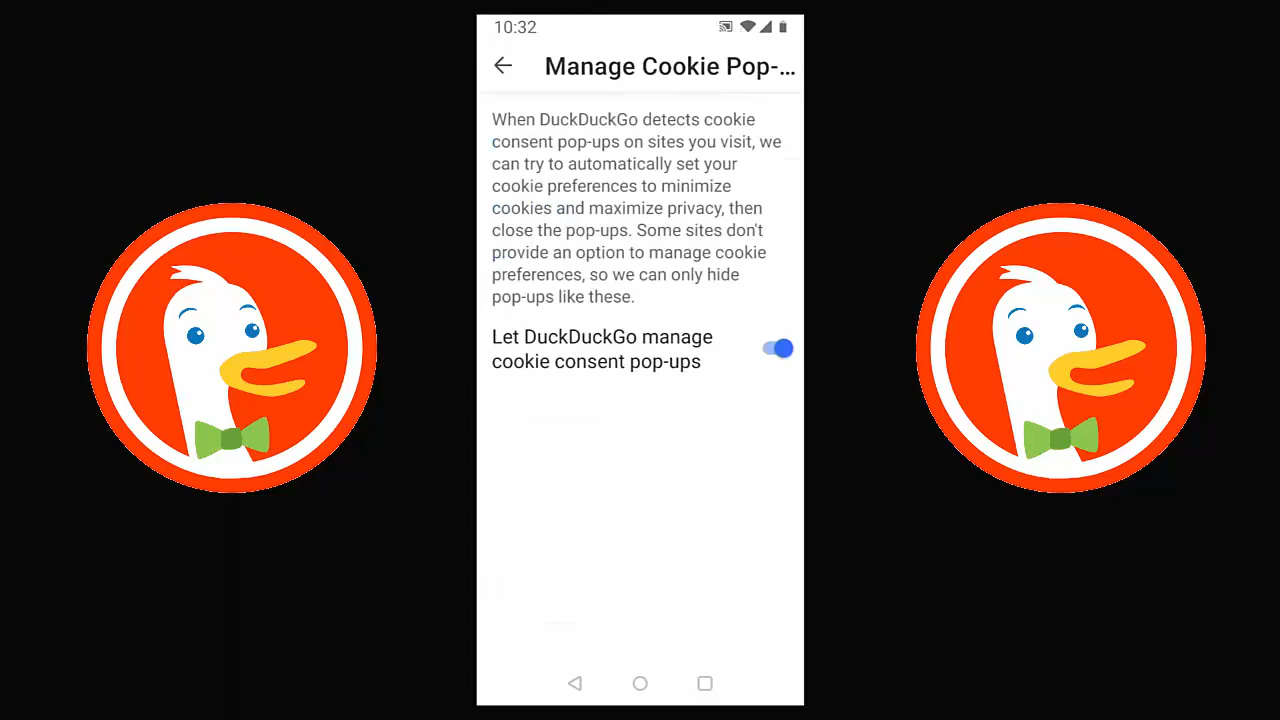 10:32
Manage Cookie Pop-...
When DuckDuckGo detects cookie
consent pop-ups on sites you visit, we
can try to automatically set your
cookie preferences to minimize
cookies and maximize privacy, then
close the pop-ups. Some sites don't
provide an option to manage cookie
preferences, so we can only hide
pop-ups like these.
Let DuckDuckGo manage
cookie consent pop-ups